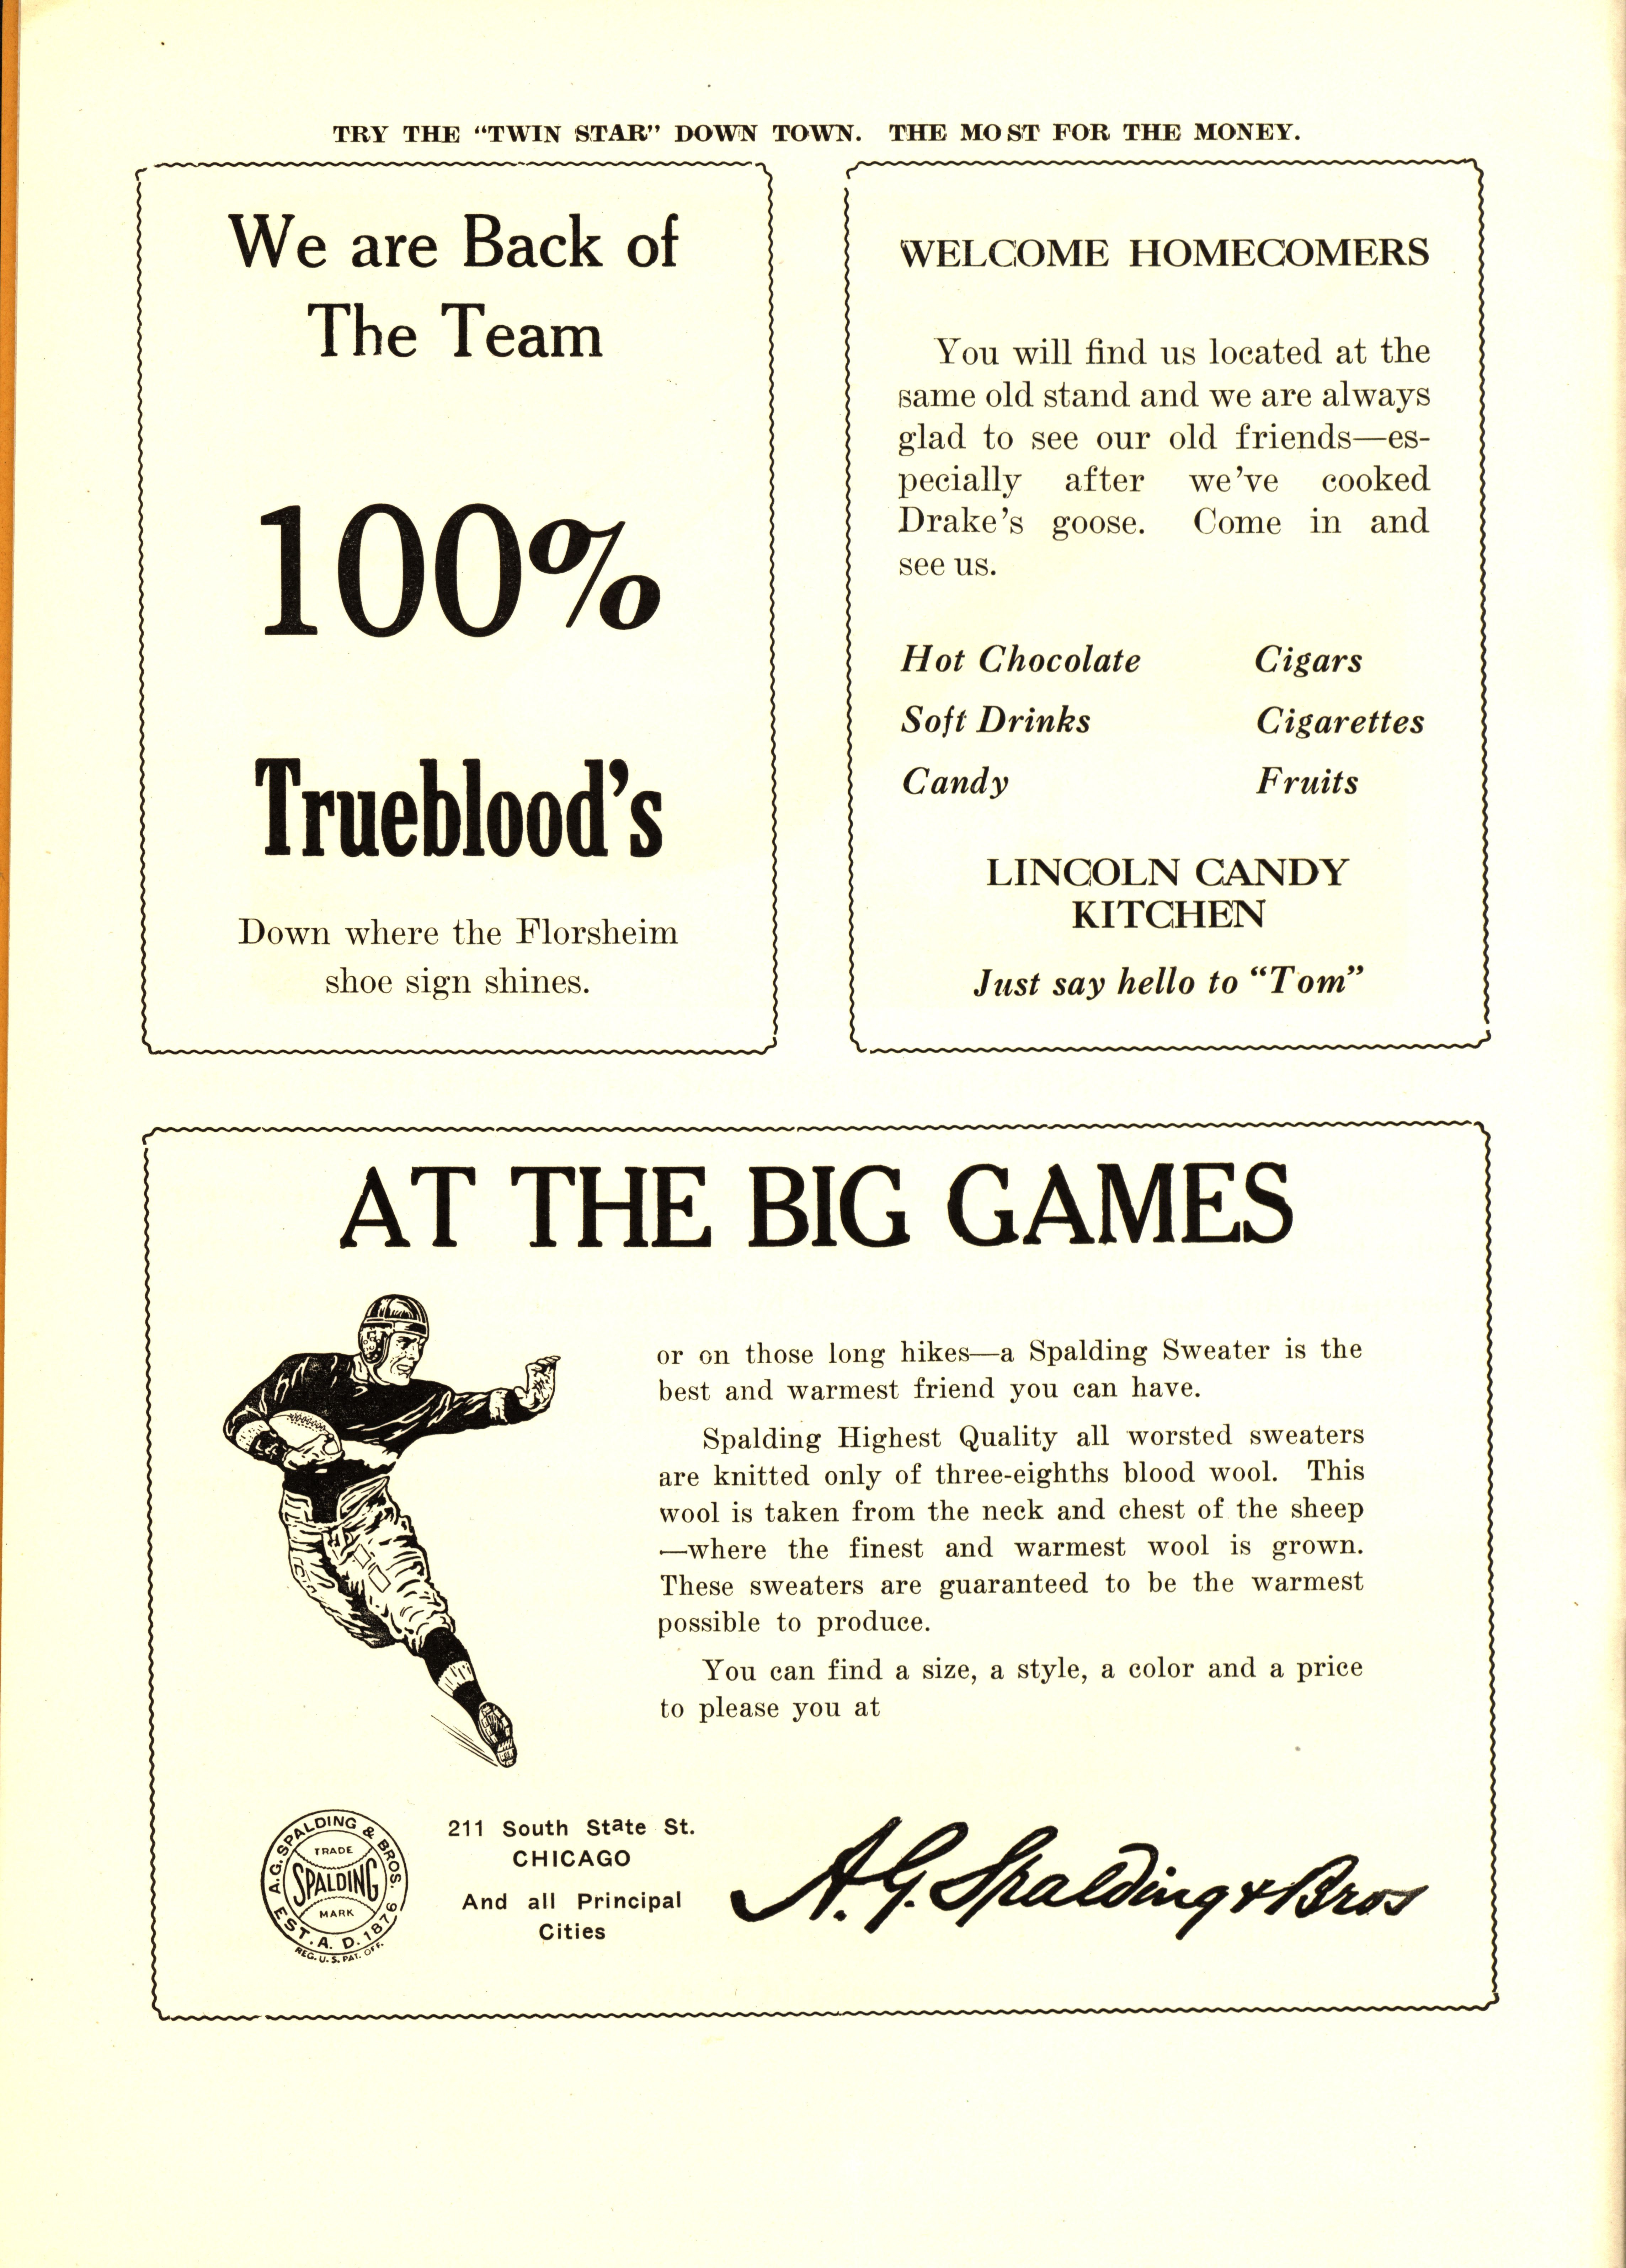 TRY THE “TWIN STAR” DOWN TOWN. THE MOST FOR THE MONEY.
We are Back of
The Team
100%
Trueblood's
Down where the Florsheim
shoe sign shines.
WELCOME HOMECOMERS
You will find us located at the
same old stand and we are always
glad to see our old friends—es-
pecially after we've cooked
Drake's goose. Come in and
see us.
Hot Chocolate Cigars
Soft Drinks Cigarettes
Candy Fruits
LINCOLN CANDY
KITCHEN
Just say hello to “Tom”
AT THE BIG GAMES
or on those long hikes—a Spalding Sweater is the
best and warmest friend you can have.
Spalding Highest Quality all worsted sweaters
are knitted only of three-eighths blood wool. This
wool is taken from the neck and chest of the sheep
—where the finest and warmest wool is grown.
These sweaters are guaranteed to be the warmest
possible to produce.
You can find a size, a style, a color and a price
to please you at
A.G. SPALDING & BROS.
TRADE
SPALDING
MARK
EST. A. D. 1876
REG. U. S. PAT. OFF.
211 South State St.
CHICAGO
And all Principal
Cities
A.G. Spalding & Bros